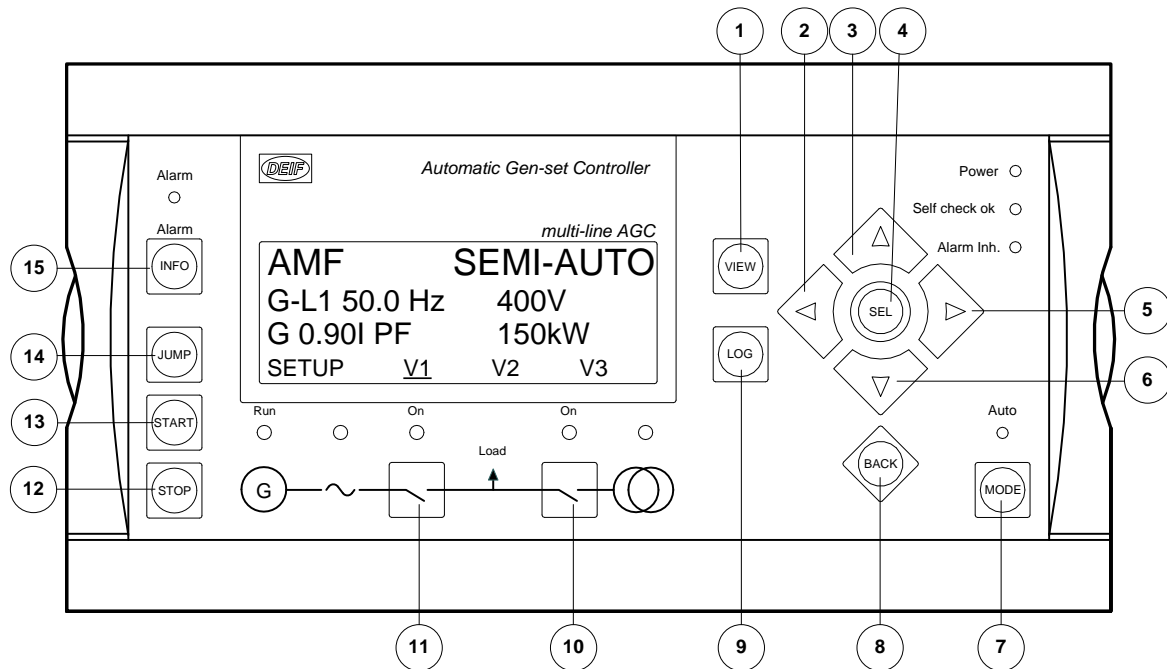 1
2
3
4
DEIF
Automatic Gen-set Controller
Power
Alarm
Self check ok
Alarm
multi-line AGC
Alarm Inh.
15
INFO
AMF SEMI-AUTO
VIEW
G-L1 50.0 Hz 400V
SEL
5
G 0.90I PF 150kW
14
JUMP
LOG
SETUP V1 V2 V3
6
Run
On
On
Auto
13
START
Load
BACK
12
STOP
G
MODE
11
10
9
8
7